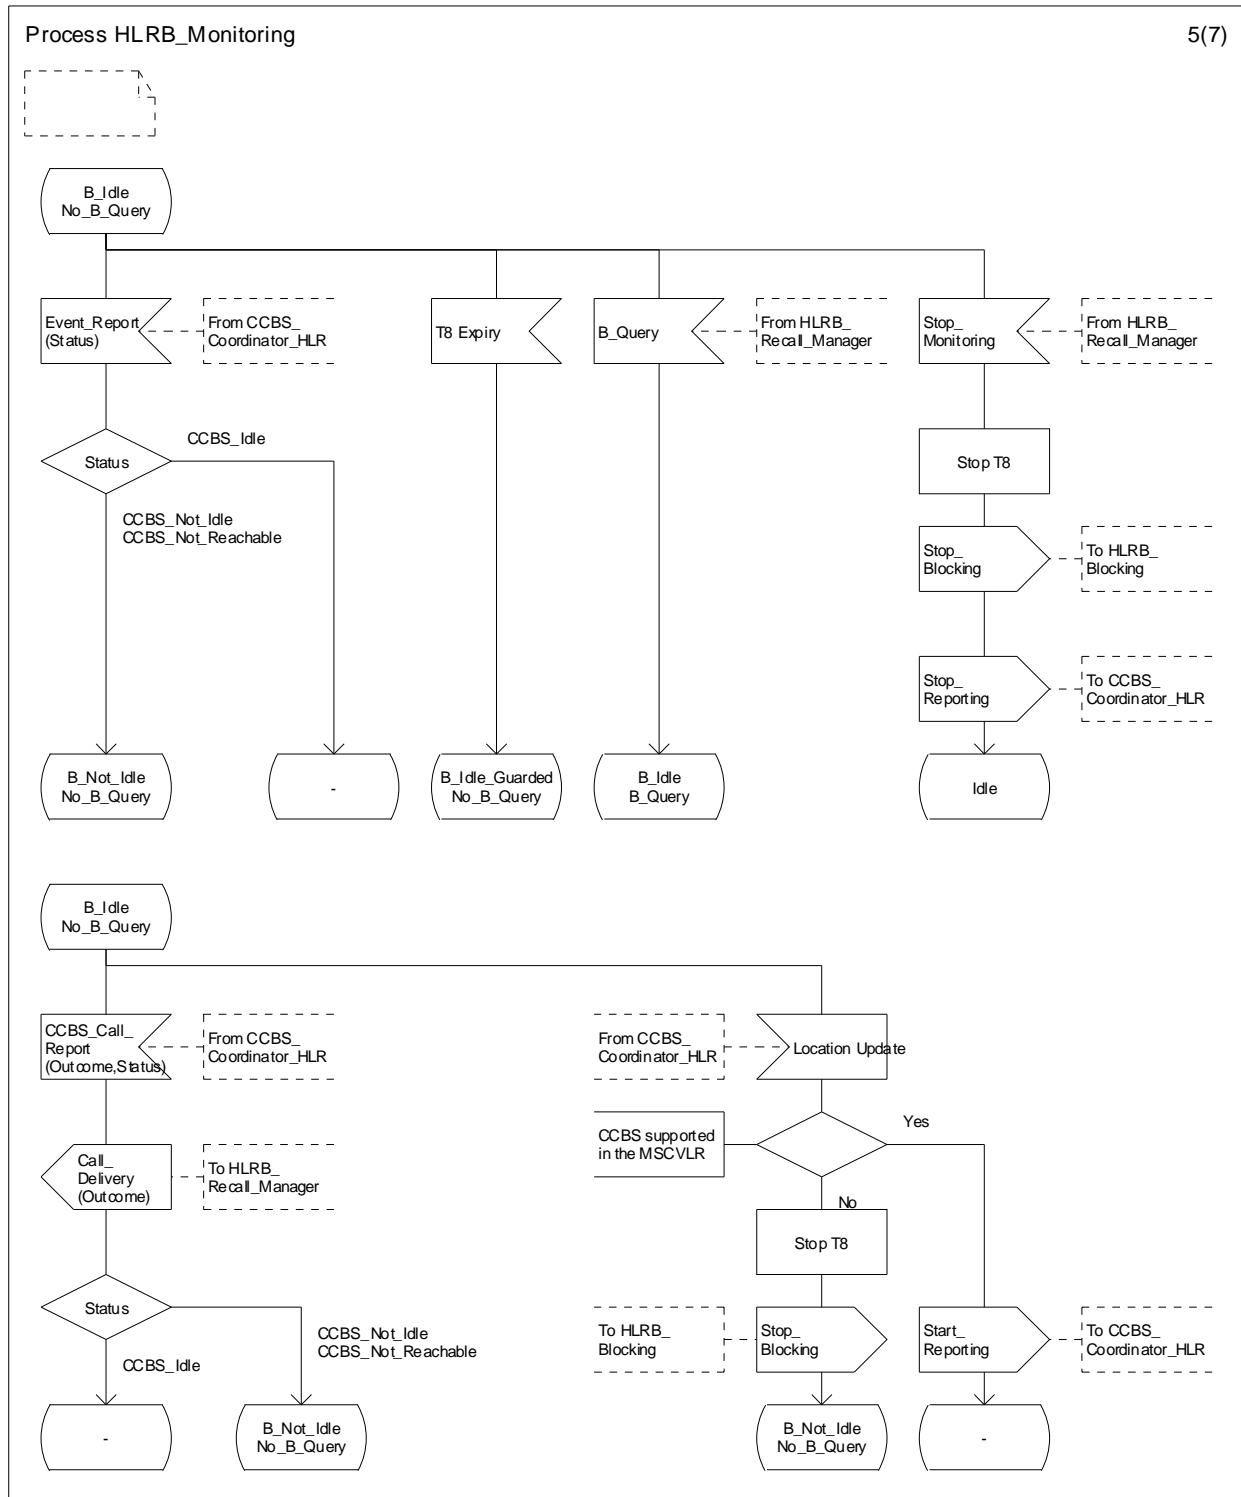 Process HLRB_Monitoring
5(7)
B_Idle
No_B_Query
Event_Report
(Status)
From CCBS_
Coordinator_HLR
T8 Expiry
B_Query
From HLRB_
Recall_Manager
Stop_
Monitoring
From HLRB_
Recall_Manager
Status
CCBS_Idle
CCBS_Not_Idle
CCBS_Not_Reachable
Stop T8
Stop_
Blocking
To HLRB_
Blocking
Stop_
Reporting
To CCBS_
Coordinator_HLR
B_Not_Idle
No_B_Query
-
B_Idle_Guarded
No_B_Query
B_Idle
B_Query
Idle
B_Idle
No_B_Query
CCBS_Call_
Report
(Outcome,Status)
From CCBS_
Coordinator_HLR
From CCBS_
Coordinator_HLR
Location Update
Call_
Delivery
(Outcome)
To HLRB_
Recall_Manager
CCBS supported
in the MSCVLR
Yes
No
Stop T8
Status
CCBS_Idle
CCBS_Not_Idle
CCBS_Not_Reachable
To HLRB_
Blocking
Stop_
Blocking
Start_
Reporting
To CCBS_
Coordinator_HLR
-
B_Not_Idle
No_B_Query
B_Not_Idle
No_B_Query
-